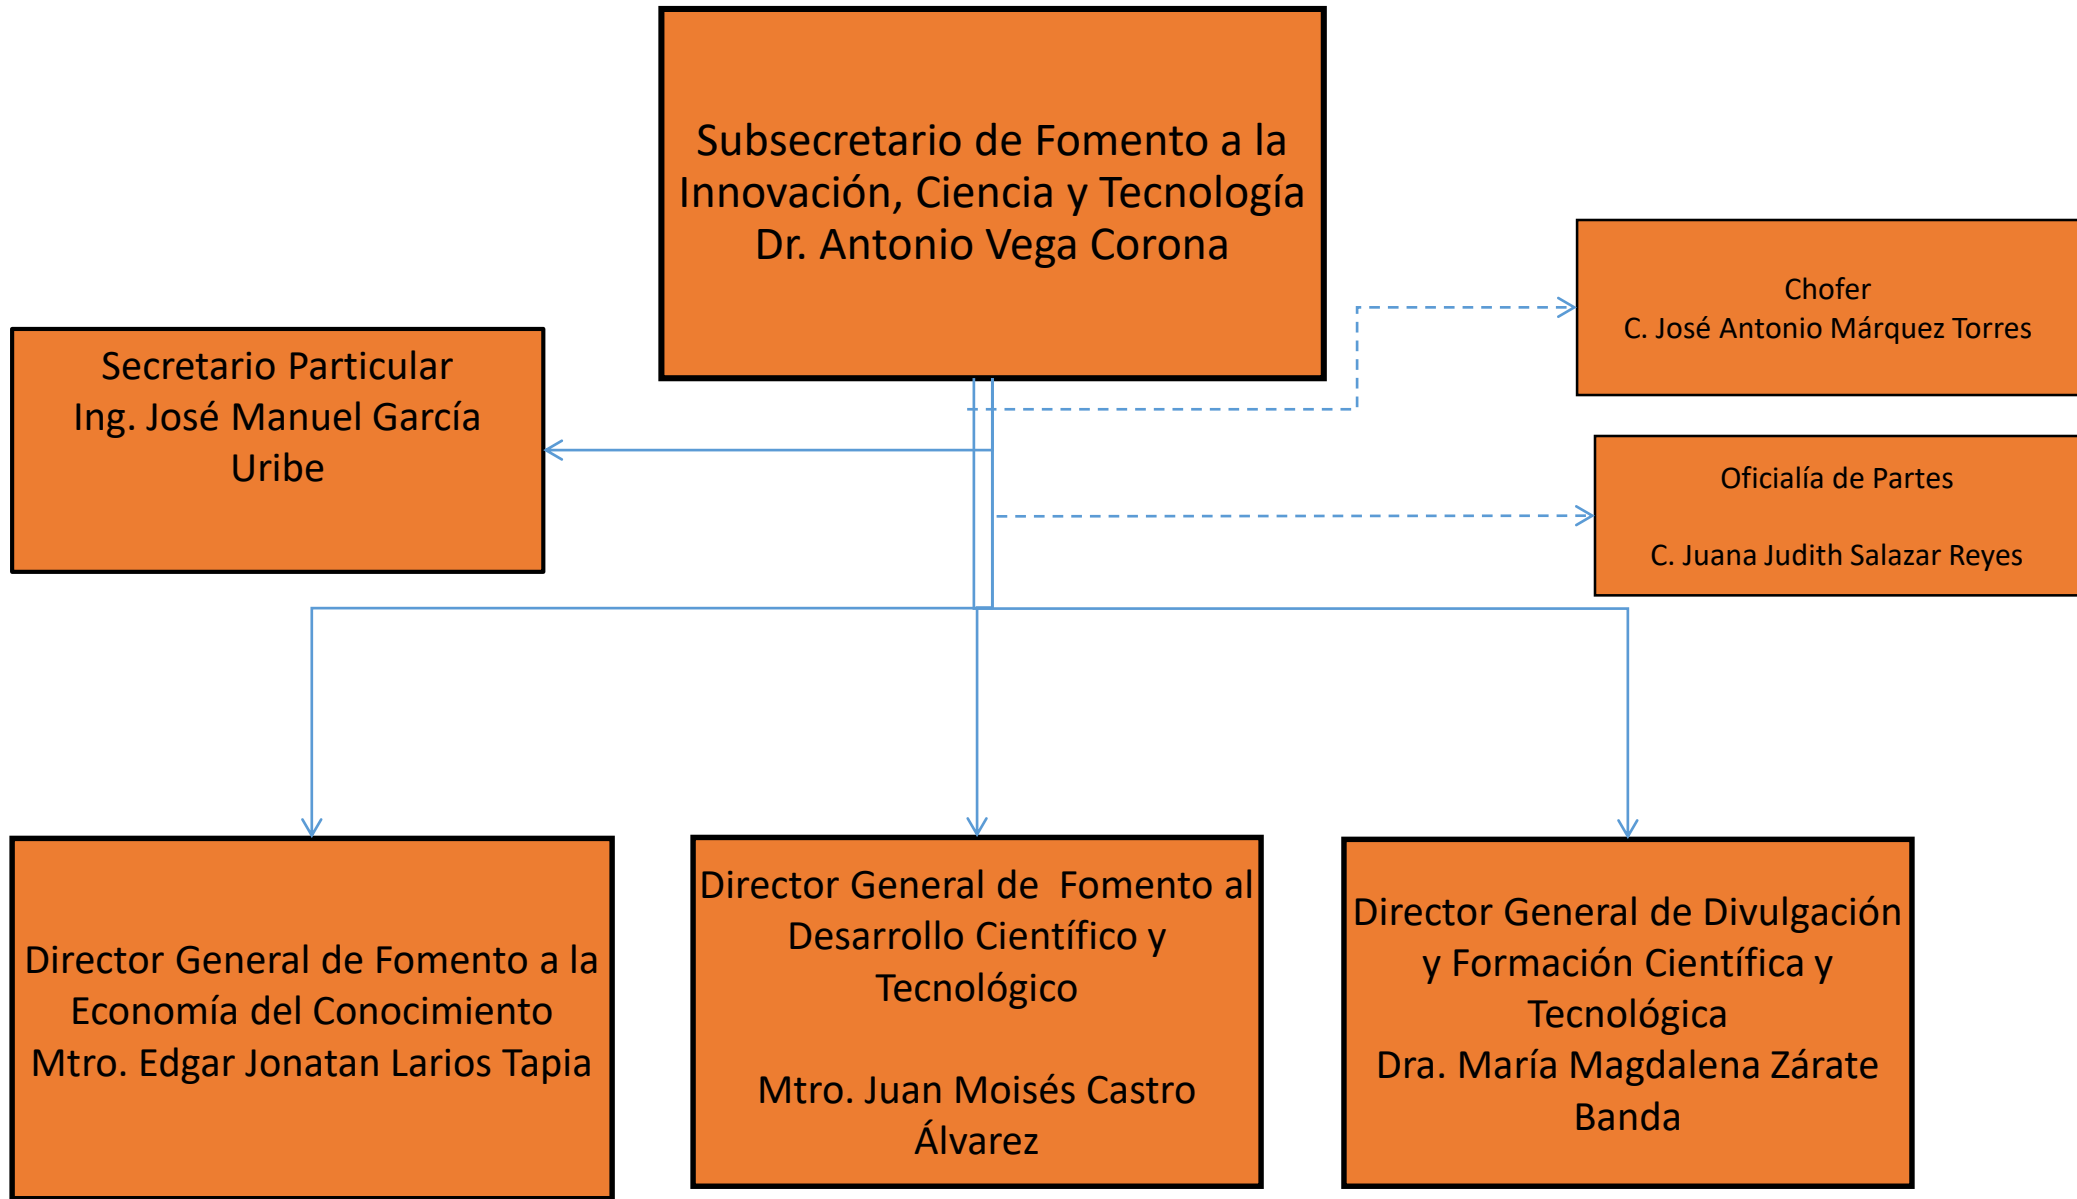 Subsecretario de Fomento a la
Innovación, Ciencia y Tecnología
Dr. Antonio Vega Corona
Chofer
C. José Antonio Márquez Torres
Secretario Particular
Ing. José Manuel García
Uribe
Oficialía de Partes
C. Juana Judith Salazar Reyes
Director General de Fomento a la
Economía del Conocimiento
Mtro. Edgar Jonatan Larios Tapia
Director General de  Fomento al
Desarrollo Científico y
Tecnológico
Mtro. Juan Moisés Castro
Álvarez
Director General de Divulgación
y Formación Científica y
Tecnológica
Dra. María Magdalena Zárate
Banda